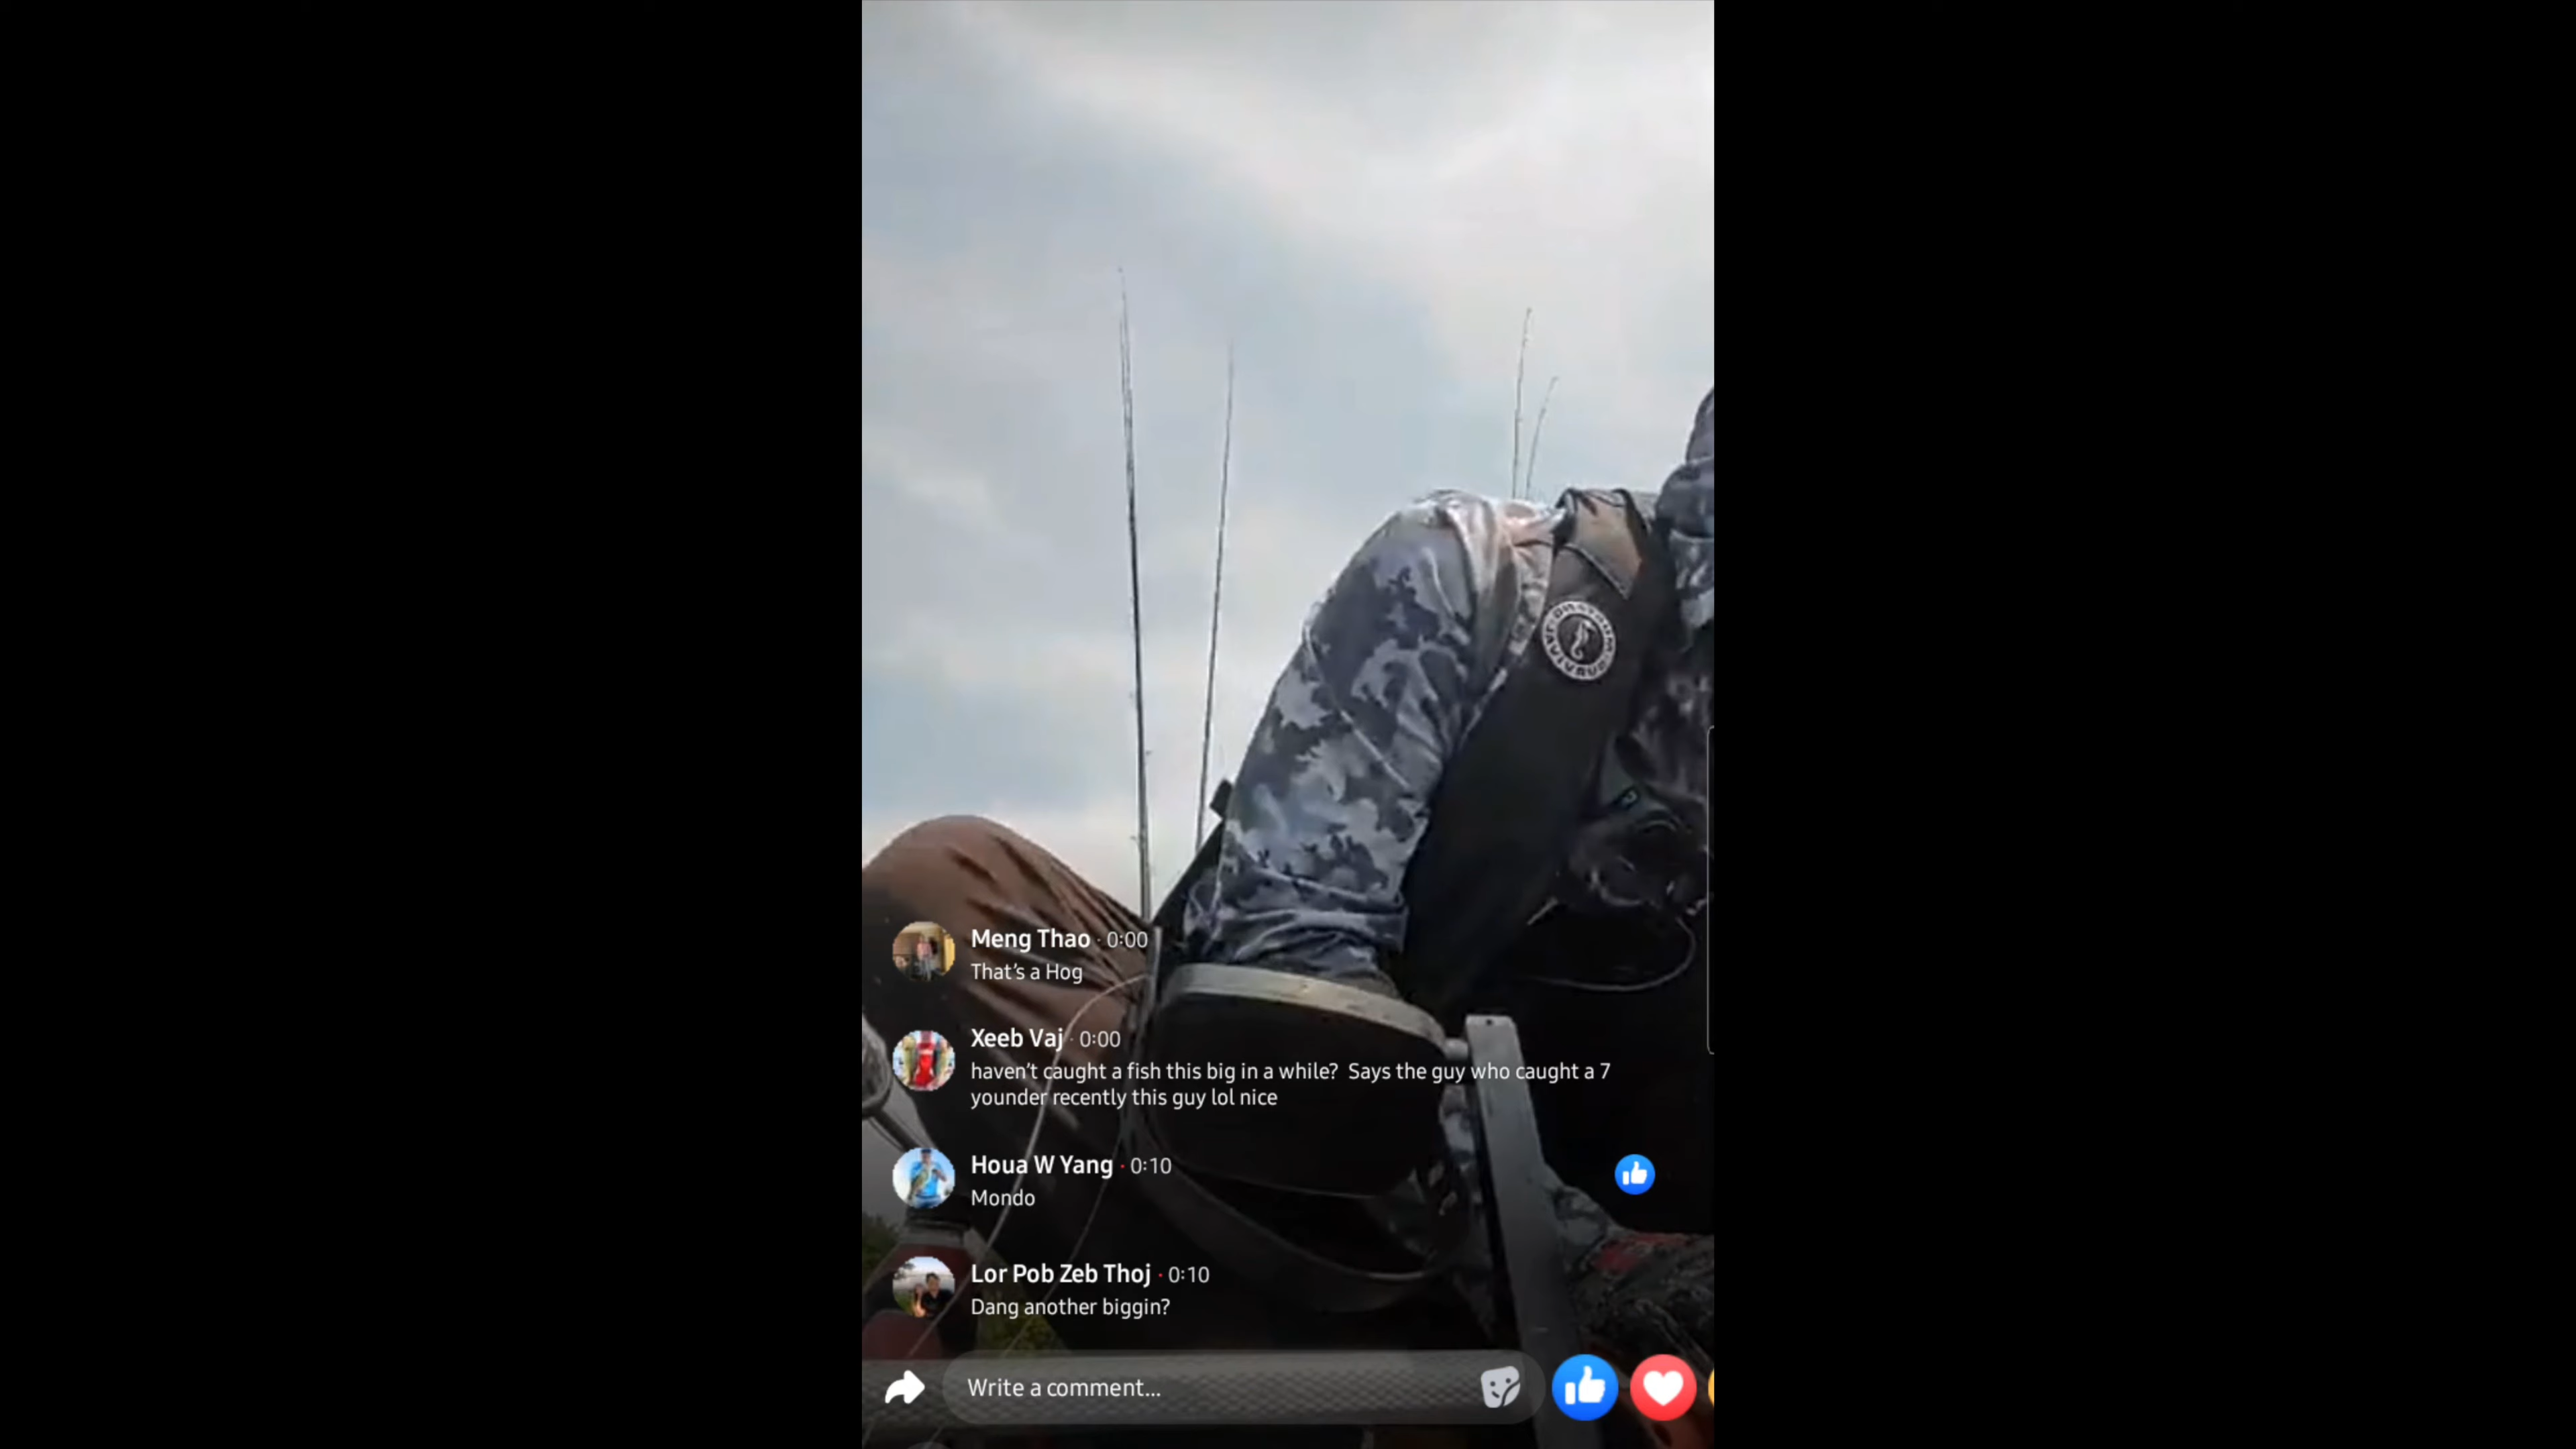 MUSTANG
SURVIVAL
Meng Thao · 0:00
That's a Hog
Xeeb Vaj · 0:00
haven't caught a fish this big in a while?  Says the guy who caught a 7
younder recently this guy lol nice
Houa W Yang · 0:10
Mondo
Lor Pob Zeb Thoj · 0:10
Dang another biggin?
Write a comment...